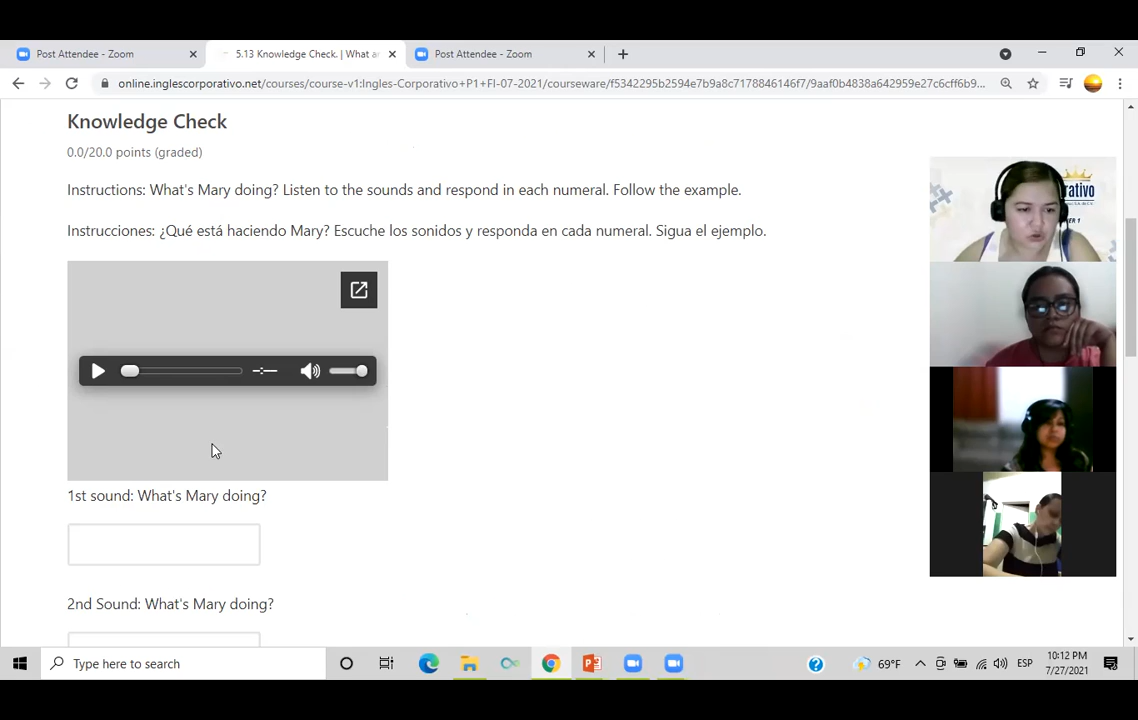 Post Attendee - Zoom
5.13 Knowledge Check. | What ar
Post Attendee - Zoom
online.inglescorporativo.net/courses/course-v1:Ingles-Corporativo+P1+FI-07-2021/courseware/f5342295b2594e7b9a8c7178846146f7/9aaf0b4838a642959e27c6cff6b9...
Knowledge Check
0.0/20.0 points (graded)
Instructions: What's Mary doing? Listen to the sounds and respond in each numeral. Follow the example.
Instrucciones: ¿Qué está haciendo Mary? Escuche los sonidos y responda en cada numeral. Siga el ejemplo.
-:--
1st sound: What's Mary doing?
2nd Sound: What's Mary doing?
Type here to search
69°F
ESP
10:12 PM
7/27/2021